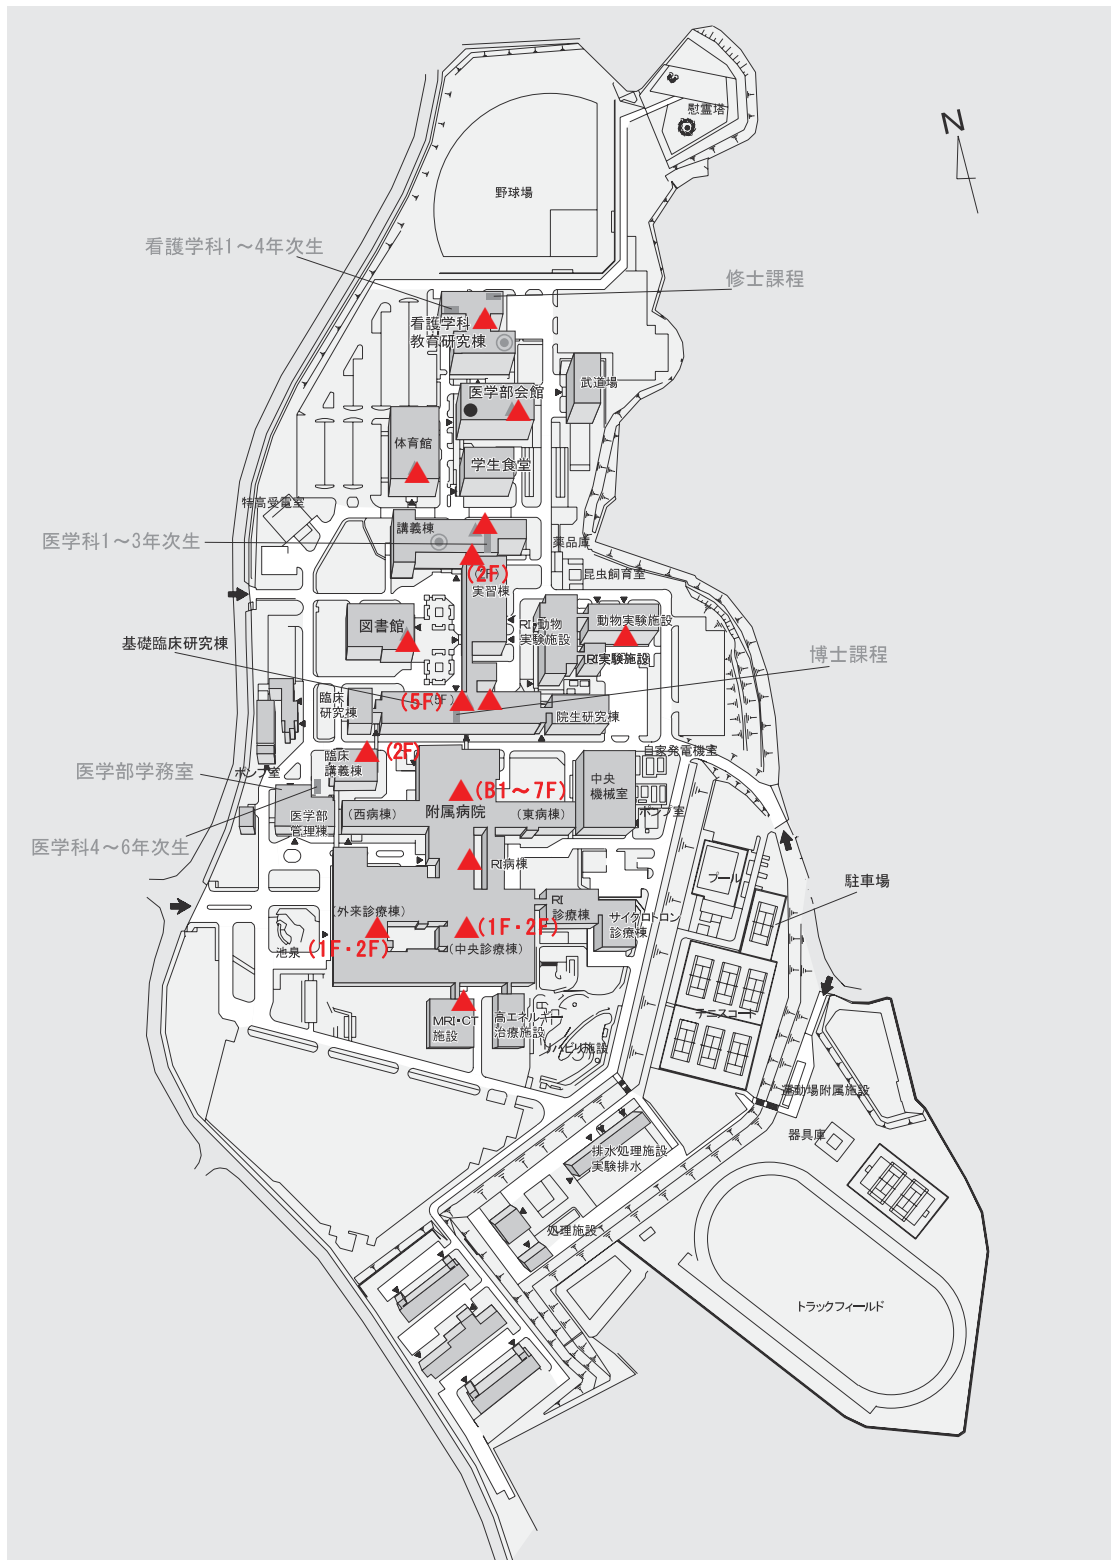 N
慰霊塔
野球場
看護学科1〜4年次生
修士課程
看護学科
教育研究棟
武道場
医学部会館
体育館
学生食堂
特高受電室
講義棟
医学科1〜3年次生
薬品庫
(2F)
昆虫飼育室
実習棟
図書館
RI・動物
実験施設
動物実験施設
基礎臨床研究棟
RI実験施設
博士課程
臨床
研究棟
(5F)
院生研究棟
臨床
講義棟
(2F)
自家発電機室
医学部学務室
ポンプ室
中央
機械室
(B1〜7F)
附属病院
(西病棟)
(東病棟)
ポンプ室
医学部
管理棟
医学科4〜6年次生
RI病棟
プール
駐車場
(外来診療棟)
RI
診療棟
サイクロトロン
診療棟
(1F・2F)
(1F・2F)
(中央診療棟)
池泉
テニスコート
MRI・CT
施設
高エネルギー
治療施設
リハビリ施設
運動場附属施設
器具庫
排水処理施設
実験排水
処理施設
トラックフィールド